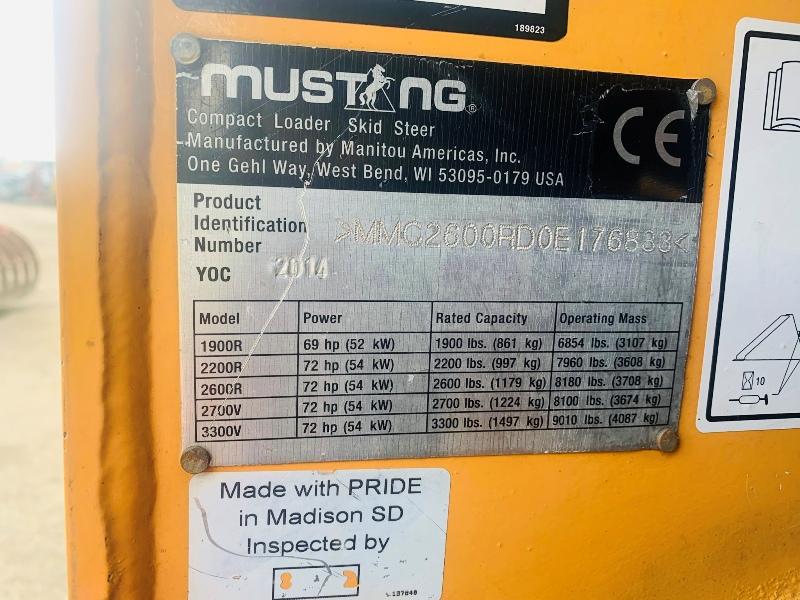 189823
MUSTANG®
Compact Loader Skid Steer
Manufactured by Manitou Americas, Inc.
One Gehl Way, West Bend, WI 53095-0179 USA
CE
Product
Identification
Number
>MMC2600RD0E176833<
YOC 2014
Model Power Rated Capacity Operating Mass
1900R 69 hp (52 kW) 1900 lbs. (861 kg) 6854 lbs. (3107 kg)
2200R 72 hp (54 kW) 2200 lbs. (997 kg) 7960 lbs. (3608 kg)
2600R 72 hp (54 kW) 2600 lbs. (1179 kg) 8180 lbs. (3708 kg)
2700V 72 hp (54 kW) 2700 lbs. (1224 kg) 8100 lbs. (3674 kg)
3300V 72 hp (54 kW) 3300 lbs. (1497 kg) 9010 lbs. (4087 kg)
10
Made with PRIDE
in Madison SD
Inspected by
137848